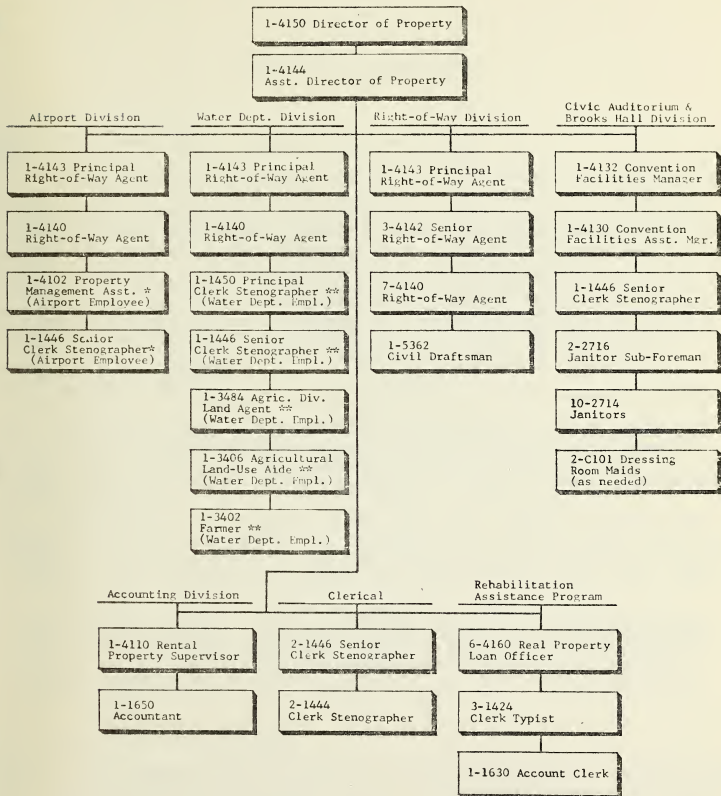 1-4150 Director of Property
1-4144
Asst. Director of Property
Airport Division
1-4143 Principal
Right-of-Way Agent
1-4140
Right-of-Way Agent
1-4102 Property
Management Asst. *
(Airport Employee)
1-1446 Senior
Clerk Stenographer*
(Airport Employee)
Water Dept. Division
1-4143 Principal
Right-of-Way Agent
1-4140
Right-of-Way Agent
1-1450 Principal
Clerk Stenographer **
(Water Dept. Empl.)
1-1446 Senior
Clerk Stenographer **
(Water Dept. Empl.)
1-3484 Agric. Div.
Land Agent **
(Water Dept. Empl.)
1-3406 Agricultural
Land-Use Aide **
(Water Dept. Empl.)
1-3402
Farmer **
(Water Dept. Empl.)
Right-of-Way Division
1-4143 Principal
Right-of-Way Agent
3-4142 Senior
Right-of-Way Agent
7-4140
Right-of-Way Agent
1-5362
Civil Draftsman
Civic Auditorium &
Brooks Hall Division
1-4132 Convention
Facilities Manager
1-4130 Convention
Facilities Asst. Mgr.
1-1446 Senior
Clerk Stenographer
2-2716
Janitor Sub-Foreman
10-2714
Janitors
2-C101 Dressing
Room Maids
(as needed)
Accounting Division
1-4110 Rental
Property Supervisor
1-1650
Accountant
Clerical
2-1446 Senior
Clerk Stenographer
2-1444
Clerk Stenographer
Rehabilitation
Assistance Program
6-4160 Real Property
Loan Officer
3-1424
Clerk Typist
1-1630 Account Clerk